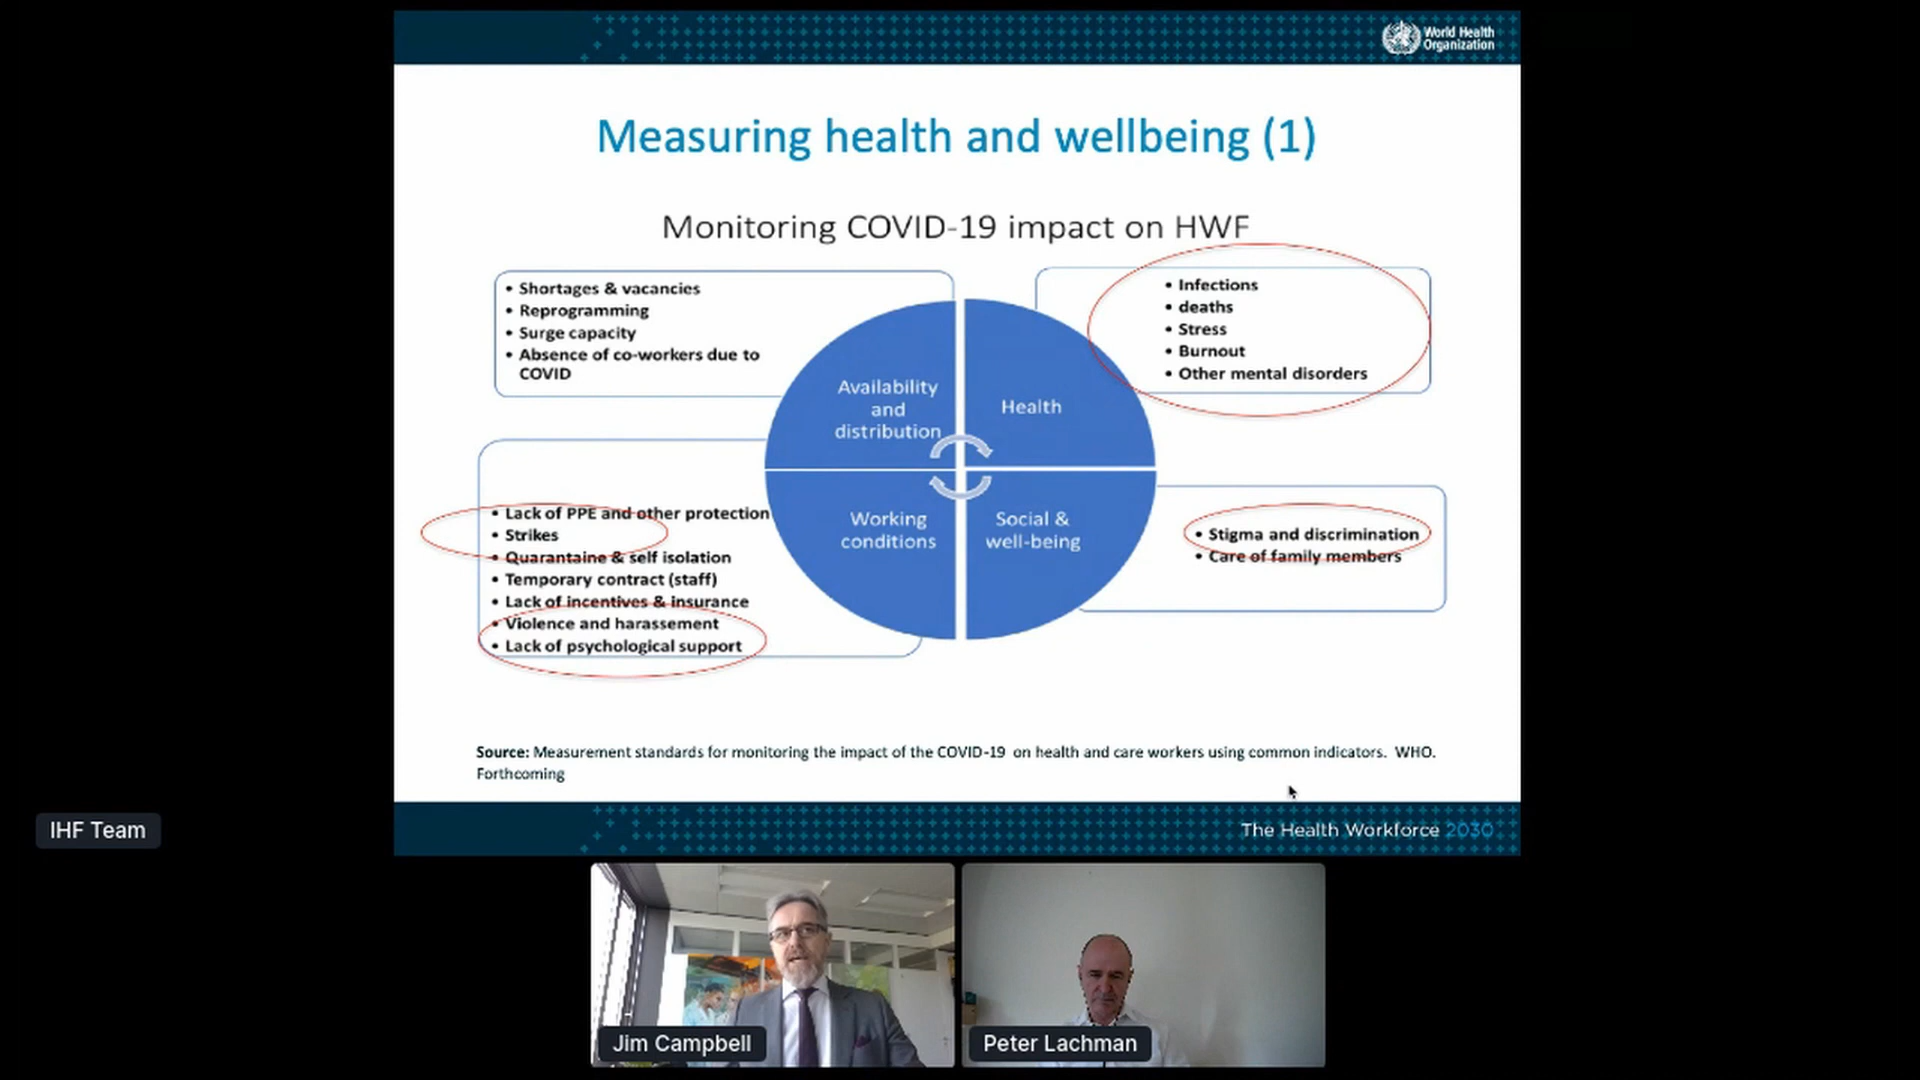 World Health
Organization
Measuring health and wellbeing (1)
Monitoring COVID-19 impact on HWF
• Shortages & vacancies
• Reprogramming
• Surge capacity
• Absence of co-workers due to
COVID
• Infections
• deaths
• Stress
• Burnout
• Other mental disorders
Availability
and
distribution
Health
• Lack of PPE and other protection
• Strikes
• Quarantaine & self isolation
• Temporary contract (staff)
• Lack of incentives & insurance
• Violence and harassement
• Lack of psychological support
Working
conditions
Social &
well-being
• Stigma and discrimination
• Care of family members
Source: Measurement standards for monitoring the impact of the COVID-19 on health and care workers using common indicators. WHO.
Forthcoming
The Health Workforce 2030
IHF Team
Jim Campbell
Peter Lachman